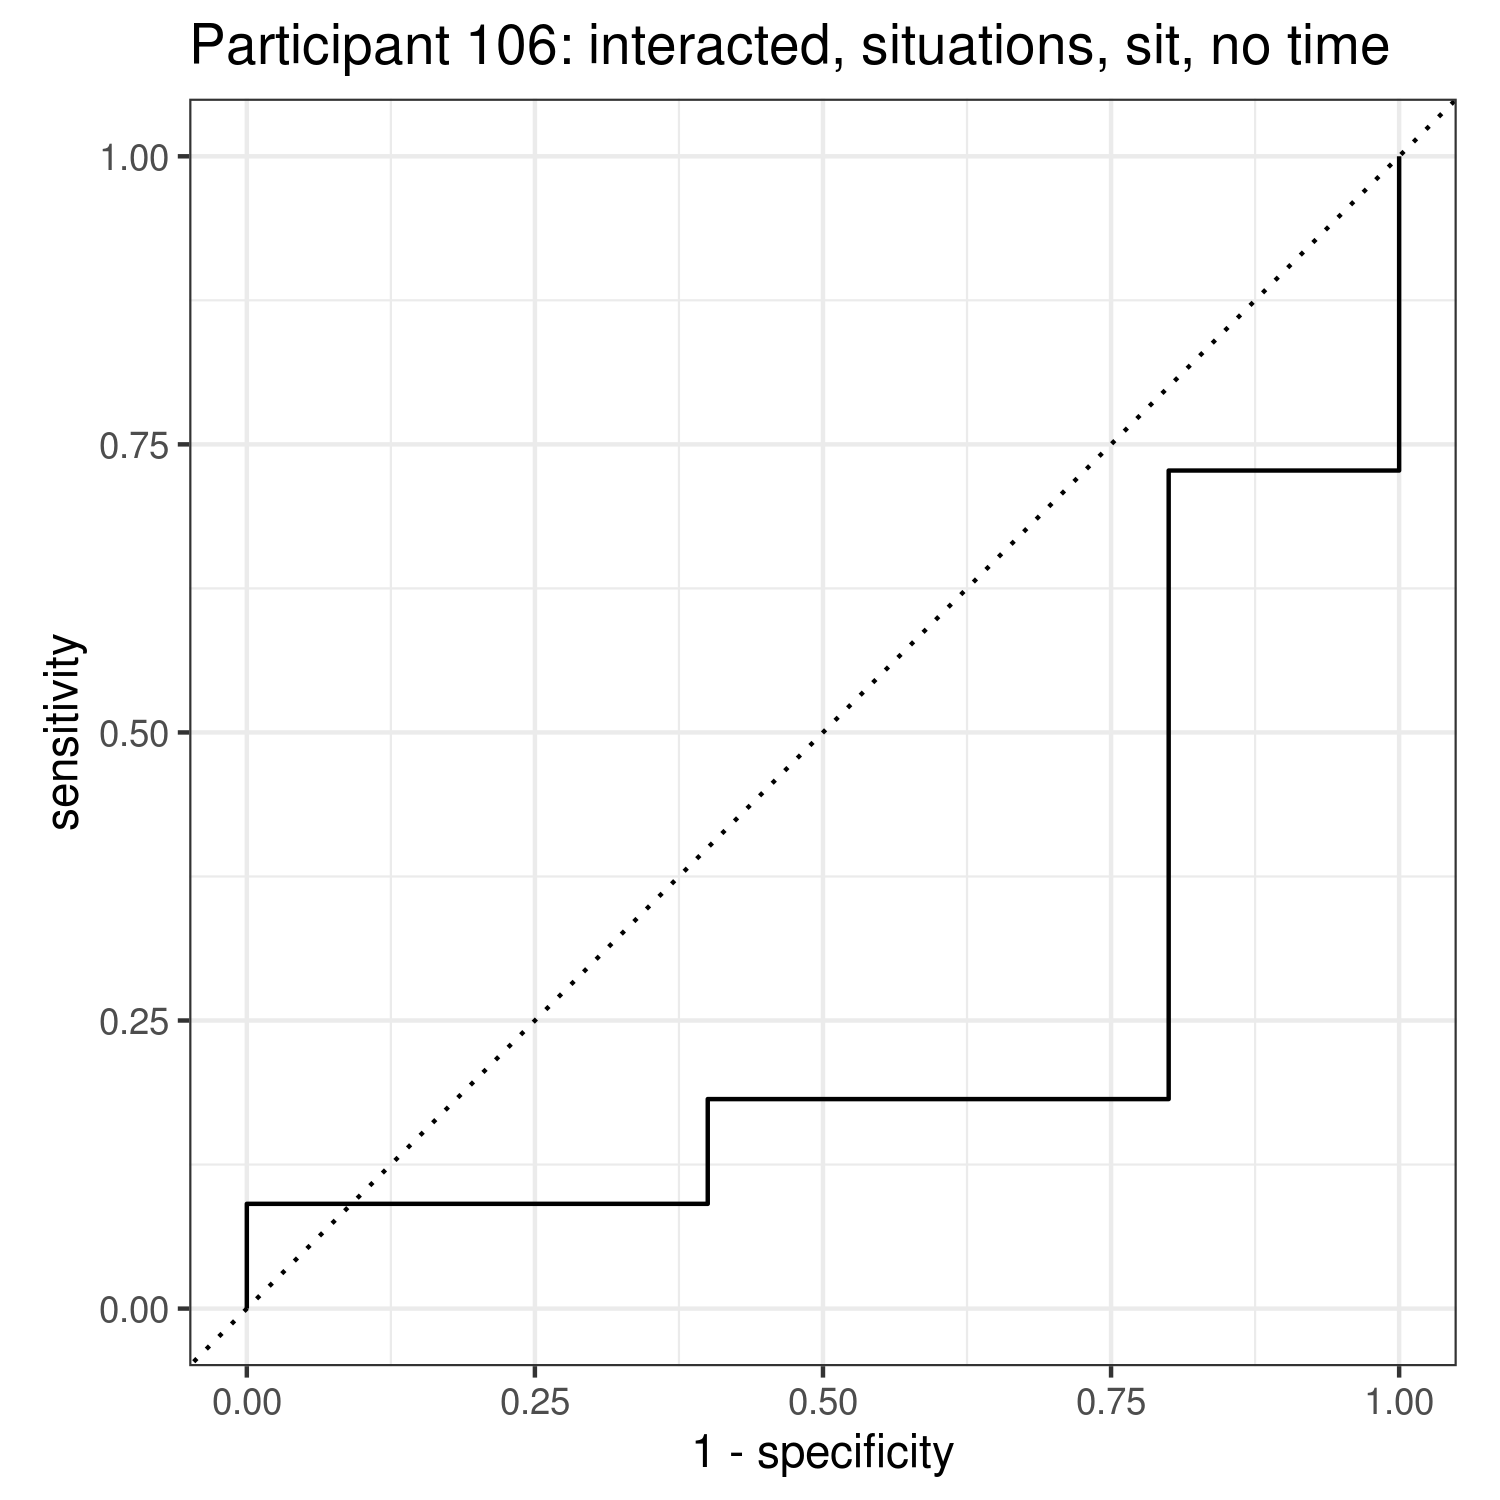 Participant 106: interacted, situations, sit, no time
1.00
0.75
0.50
0.25
0.00
sensitivity
0.00 0.25 0.50 0.75 1.00
1 - specificity